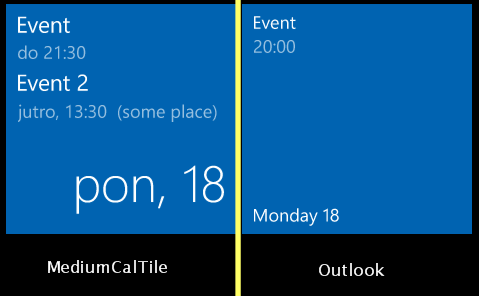 Event
do 21:30
Event 2
jutro, 13:30 (some place)
pon, 18
MediumCalTile
Event
20:00
Monday 18
Outlook